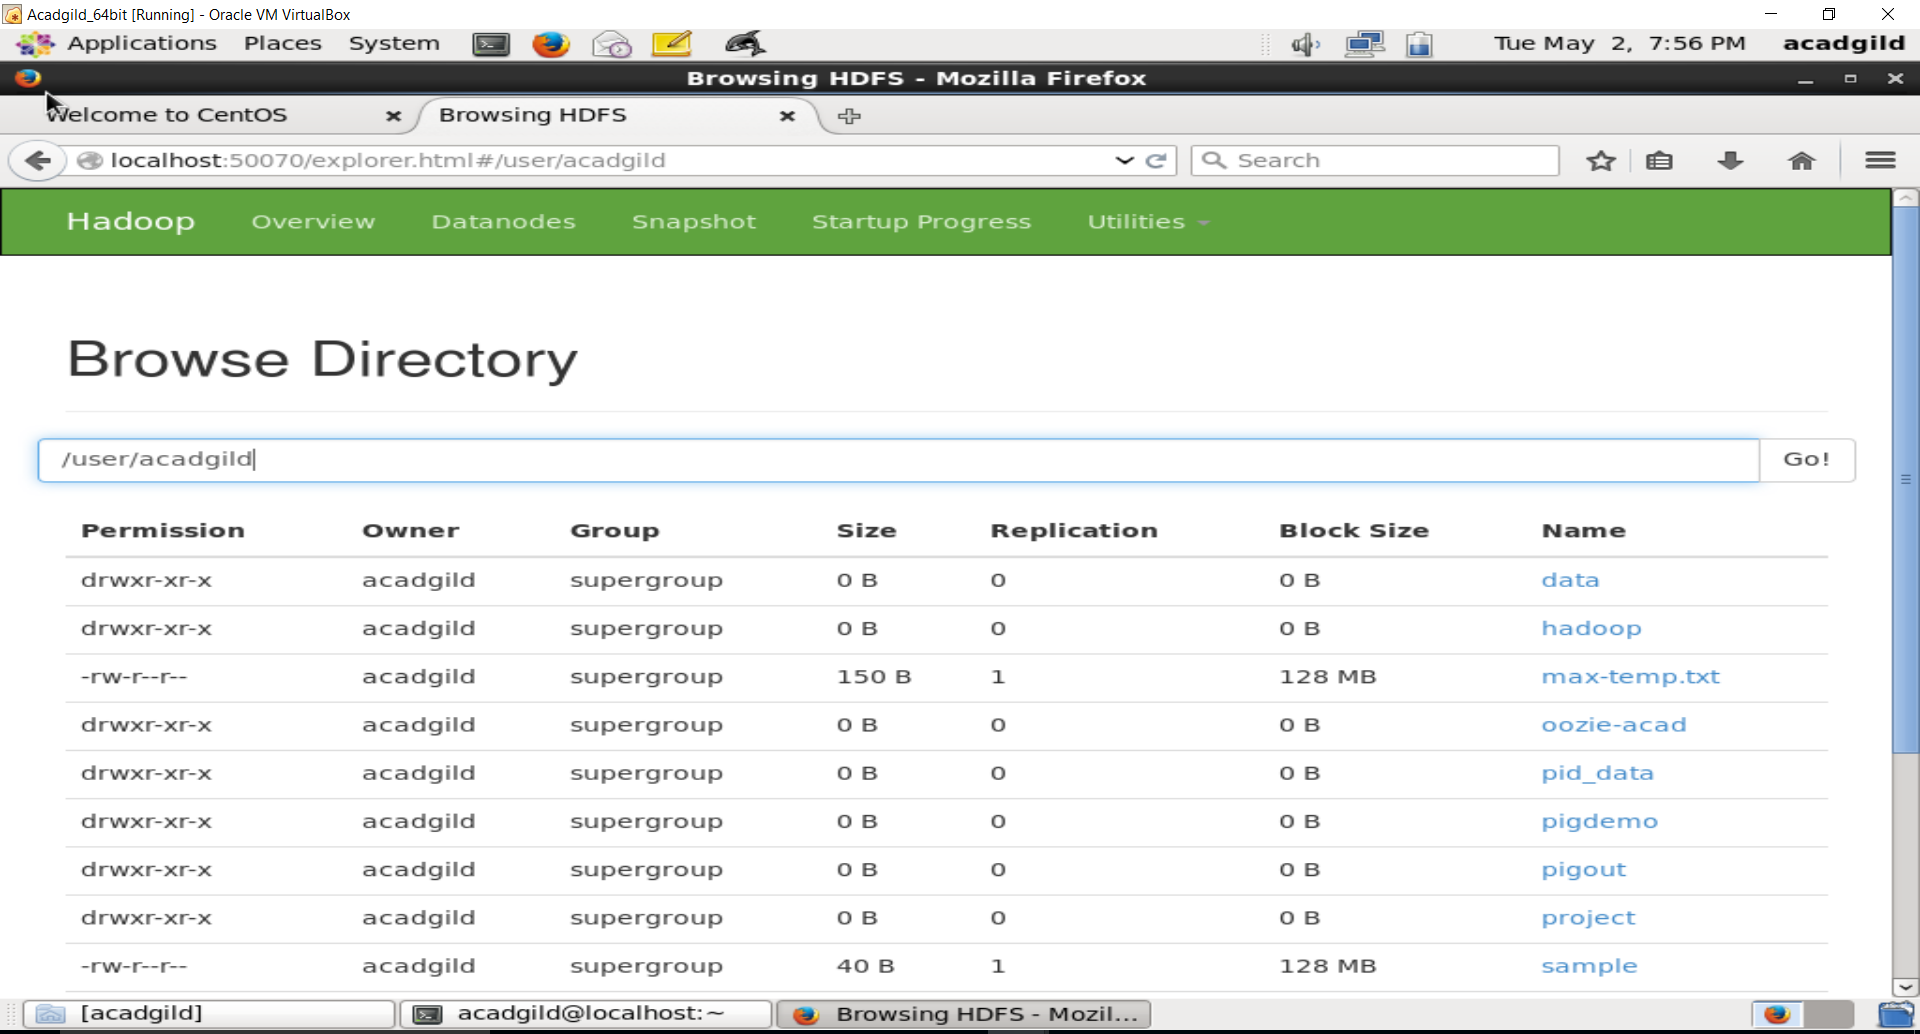 Acadgild_64bit [Running] - Oracle VM VirtualBox
Applications Places System Tue May 2, 7:56 PM acadgild
Browsing HDFS - Mozilla Firefox
Welcome to CentOS Browsing HDFS
localhost:50070/explorer.html#/user/acadgild Search
Hadoop Overview Datanodes Snapshot Startup Progress Utilities
Browse Directory
/user/acadgild Go!
Permission Owner Group Size Replication Block Size Name
drwxr-xr-x acadgild supergroup 0 B 0 0 B data
drwxr-xr-x acadgild supergroup 0 B 0 0 B hadoop
-rw-r--r-- acadgild supergroup 150 B 1 128 MB max-temp.txt
drwxr-xr-x acadgild supergroup 0 B 0 0 B oozie-acad
drwxr-xr-x acadgild supergroup 0 B 0 0 B pid_data
drwxr-xr-x acadgild supergroup 0 B 0 0 B pigdemo
drwxr-xr-x acadgild supergroup 0 B 0 0 B pigout
drwxr-xr-x acadgild supergroup 0 B 0 0 B project
-rw-r--r-- acadgild supergroup 40 B 1 128 MB sample
[acadgild] acadgild@localhost:~ Browsing HDFS - Mozil...